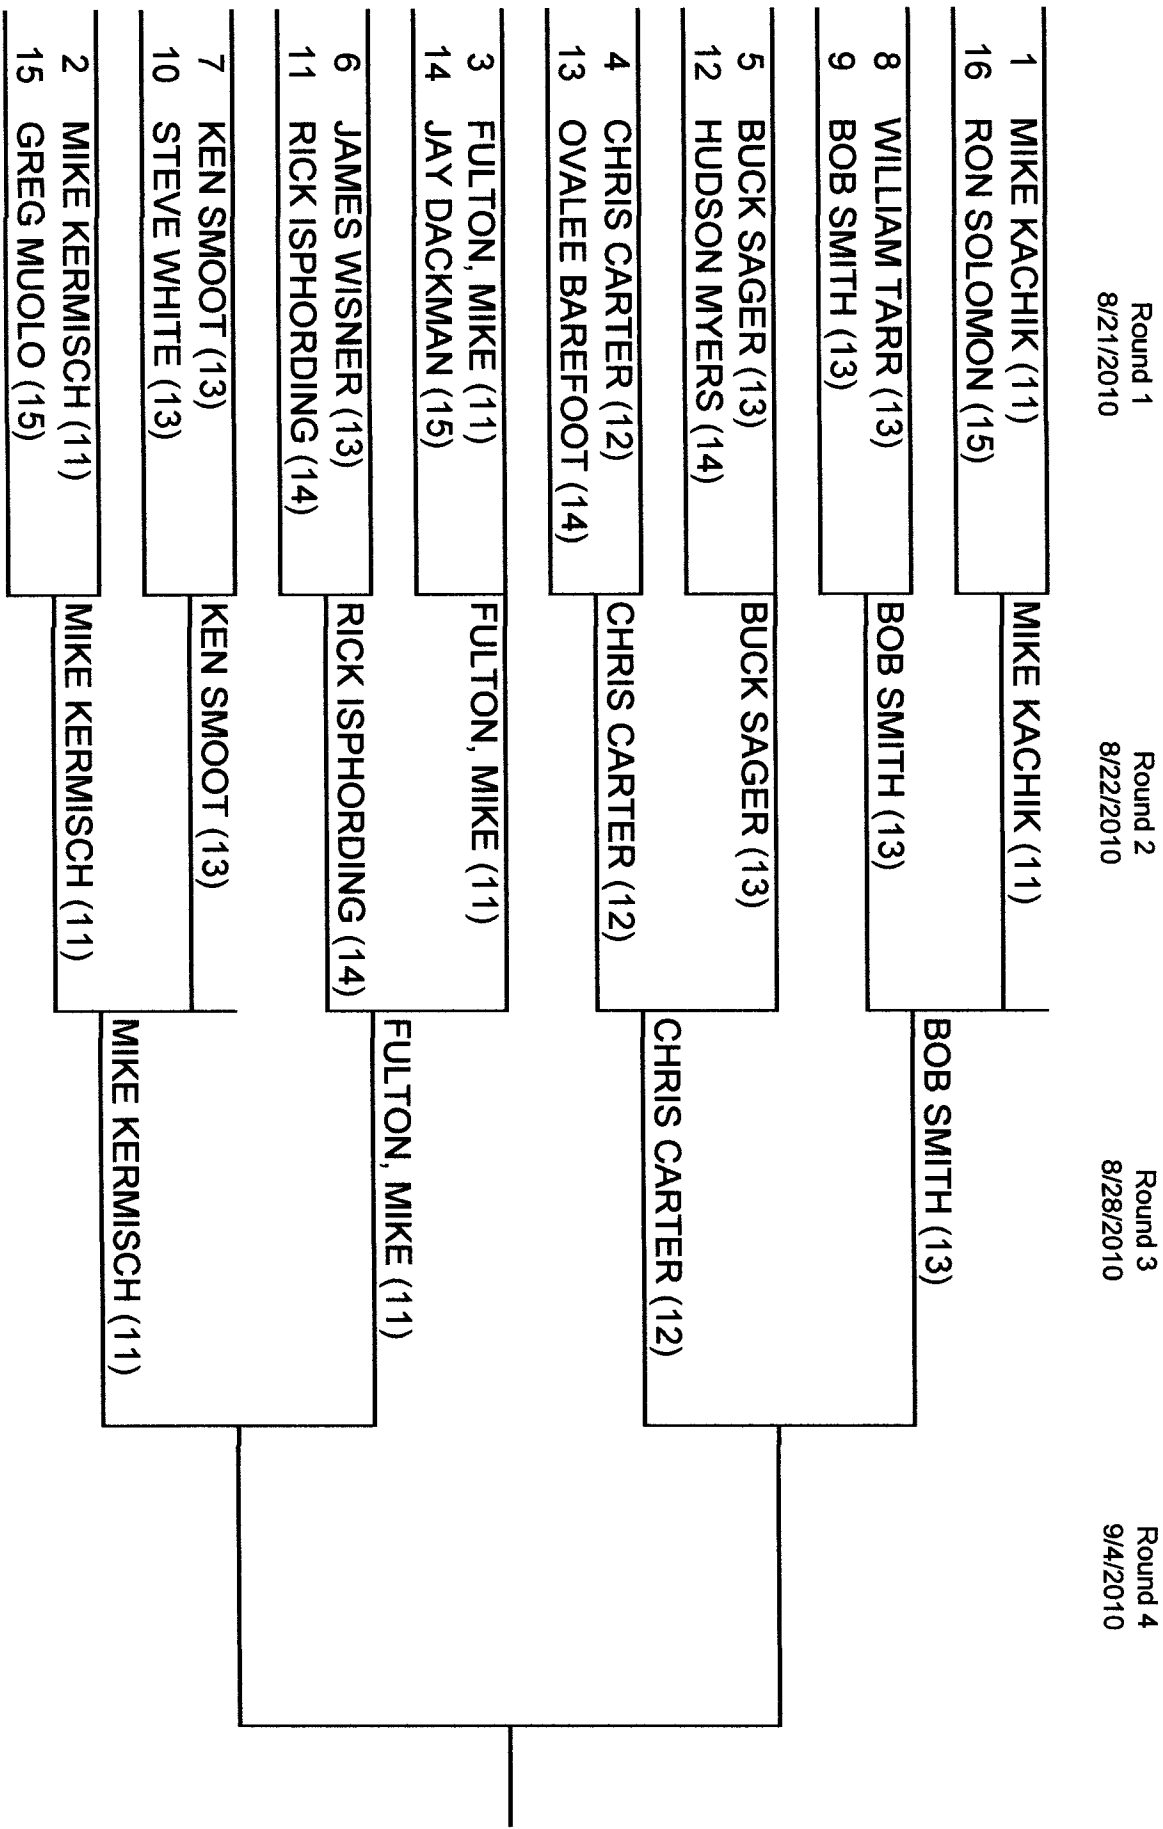 Round 1
8/21/2010
Round 2
8/22/2010
Round 3
8/28/2010
Round 4
9/4/2010
1 MIKE KACHIK (11)
16 RON SOLOMON (15)
8 WILLIAM TARR (13)
9 BOB SMITH (13)
5 BUCK SAGER (13)
12 HUDSON MYERS (14)
4 CHRIS CARTER (12)
13 OVALEE BAREFOOT (14)
3 FULTON, MIKE (11)
14 JAY DACKMAN (15)
6 JAMES WISNER (13)
11 RICK ISPHORDING (14)
7 KEN SMOOT (13)
10 STEVE WHITE (13)
2 MIKE KERMISCH (11)
15 GREG MUOLO (15)
MIKE KACHIK (11)
BOB SMITH (13)
BUCK SAGER (13)
CHRIS CARTER (12)
FULTON, MIKE (11)
RICK ISPHORDING (14)
KEN SMOOT (13)
MIKE KERMISCH (11)
BOB SMITH (13)
CHRIS CARTER (12)
FULTON, MIKE (11)
MIKE KERMISCH (11)